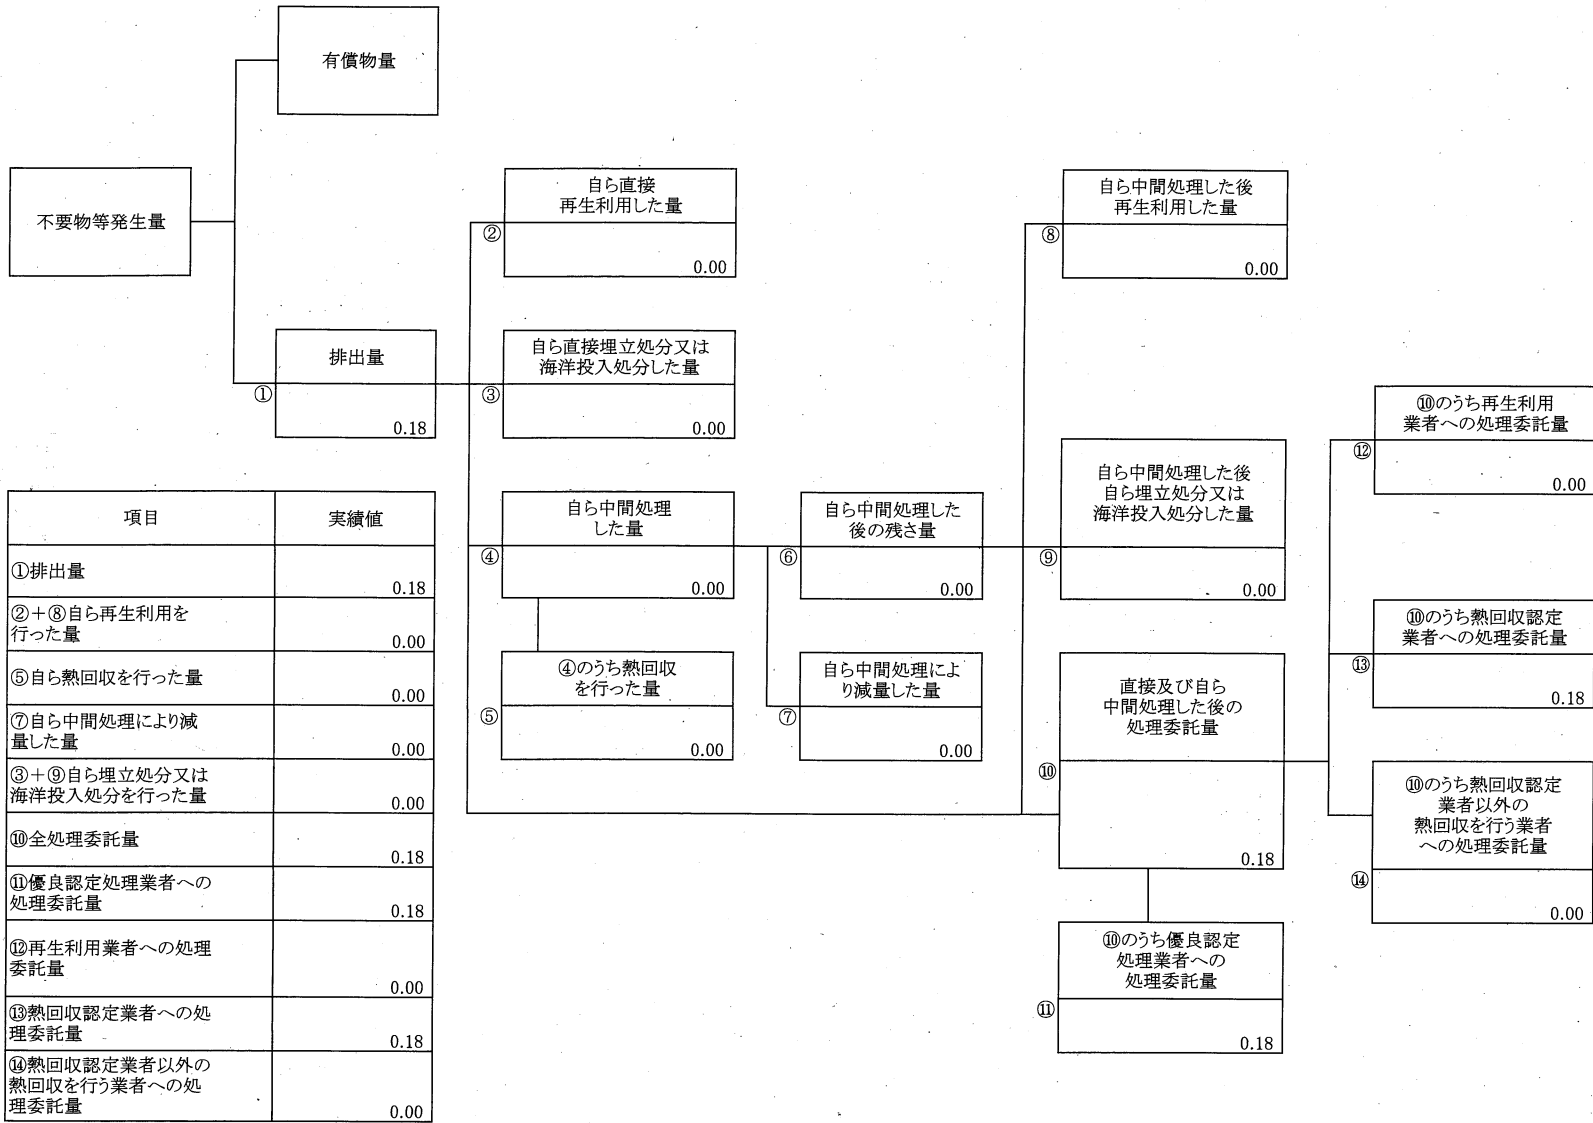 有償物量
不要物等発生量
自ら直接
再生利用した量
②
0.00
自ら中間処理した後
再生利用した量
⑧
0.00
排出量
①
0.18
自ら直接埋立処分又は
海洋投入処分した量
③
0.00
⑩のうち再生利用
業者への処理委託量
⑫
0.00
自ら中間処理
した量
④
0.00
自ら中間処理した
後の残さ量
⑥
0.00
自ら中間処理した後
自ら埋立処分又は
海洋投入処分した量
⑨
0.00
⑩のうち熱回収認定
業者への処理委託量
⑬
0.18
④のうち熱回収
を行った量
⑤
0.00
自ら中間処理によ
り減量した量
⑦
0.00
直接及び自ら
中間処理した後の
処理委託量
⑩
0.18
⑩のうち熱回収認定
業者以外の
熱回収を行う業者
への処理委託量
⑭
0.00
⑩のうち優良認定
処理業者への
処理委託量
⑪
0.18
項目 実績値
①排出量
0.18
②＋⑧自ら再生利用を
行った量
0.00
⑤自ら熱回収を行った量
0.00
⑦自ら中間処理により減
量した量
0.00
③＋⑨自ら埋立処分又は
海洋投入処分を行った量
0.00
⑩全処理委託量
0.18
⑪優良認定処理業者への
処理委託量
0.18
⑫再生利用業者への処理
委託量
0.00
⑬熱回収認定業者への処
理委託量
0.18
⑭熱回収認定業者以外の
熱回収を行う業者への処
理委託量
0.00